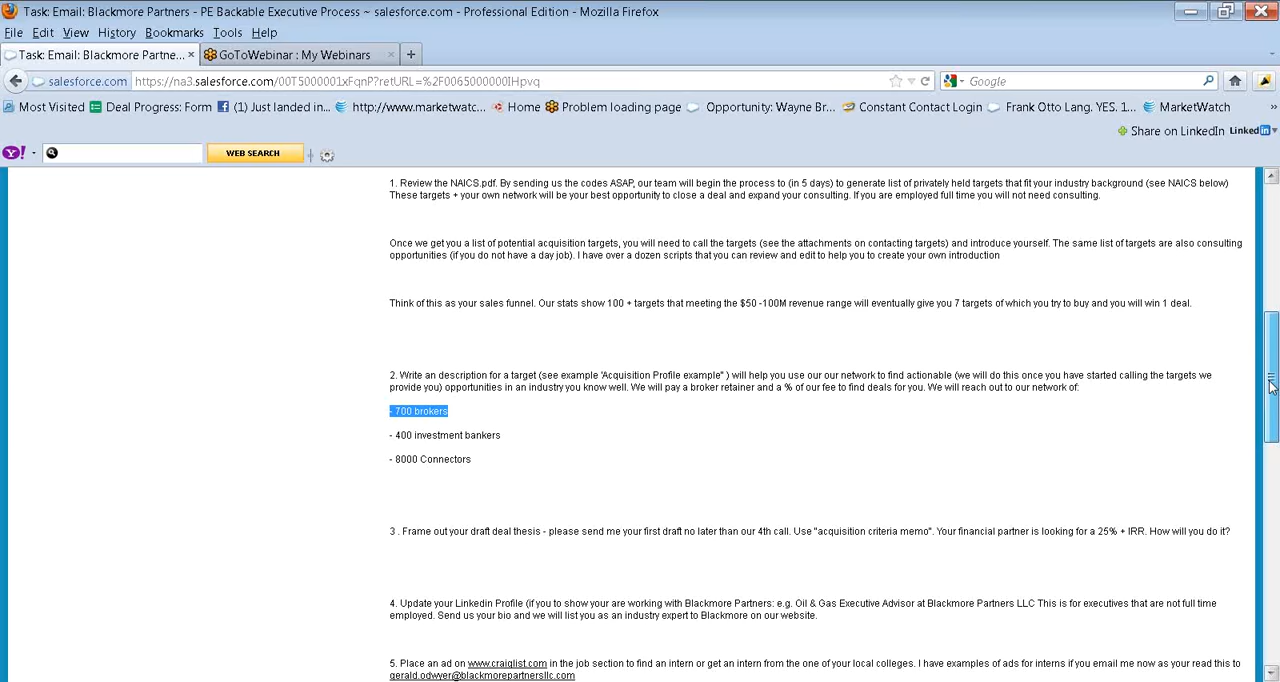 Task: Email: Blackmore Partners - PE Backable Executive Process ~ salesforce.com - Professional Edition - Mozilla Firefox
File Edit View History Bookmarks Tools Help
Task: Email: Blackmore Partne... × GoToWebinar : My Webinars × +
salesforce.com https://na3.salesforce.com/00T5000001xFqnP?retURL=%2F0065000000IHpvq Google
Most Visited Deal Progress: Form (1) Just landed in... http://www.marketwatc... Home Problem loading page Opportunity: Wayne Br... Constant Contact Login Frank Otto Lang. YES. 1... MarketWatch »
Share on LinkedIn Linked in
Y! WEB SEARCH
1. Review the NAICS.pdf. By sending us the codes ASAP, our team will begin the process to (in 5 days) to generate list of privately held targets that fit your industry background (see NAICS below)
These targets + your own network will be your best opportunity to close a deal and expand your consulting. If you are employed full time you will not need consulting.
Once we get you a list of potential acquisition targets, you will need to call the targets (see the attachments on contacting targets) and introduce yourself. The same list of targets are also consulting
opportunities (if you do not have a day job). I have over a dozen scripts that you can review and edit to help you to create your own introduction
Think of this as your sales funnel. Our stats show 100 + targets that meeting the $50 -100M revenue range will eventually give you 7 targets of which you try to buy and you will win 1 deal.
2. Write an description for a target (see example 'Acquisition Profile example" ) will help you use our our network to find actionable (we will do this once you have started calling the targets we
provide you) opportunities in an industry you know well. We will pay a broker retainer and a % of our fee to find deals for you. We will reach out to our network of:
- 700 brokers
- 400 investment bankers
- 8000 Connectors
3 . Frame out your draft deal thesis - please send me your first draft no later than our 4th call. Use "acquisition criteria memo". Your financial partner is looking for a 25% + IRR. How will you do it?
4. Update your Linkedin Profile (if you to show your are working with Blackmore Partners: e.g. Oil & Gas Executive Advisor at Blackmore Partners LLC This is for executives that are not full time
employed. Send us your bio and we will list you as an industry expert to Blackmore on our website.
5. Place an ad on www.craiglist.com in the job section to find an intern or get an intern from the one of your local colleges. I have examples of ads for interns if you email me now as your read this to
gerald.odwyer@blackmorepartnersllc.com